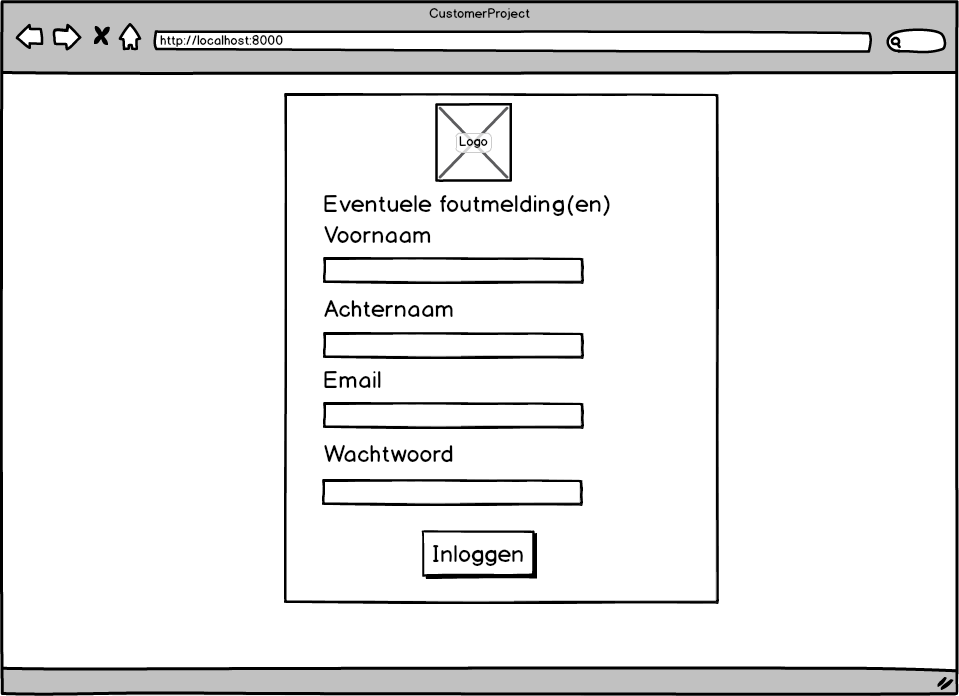 CustomerProject
http://localhost:8000
Logo
Eventuele foutmelding(en)
Voornaam
Achternaam
Email
Wachtwoord
Inloggen